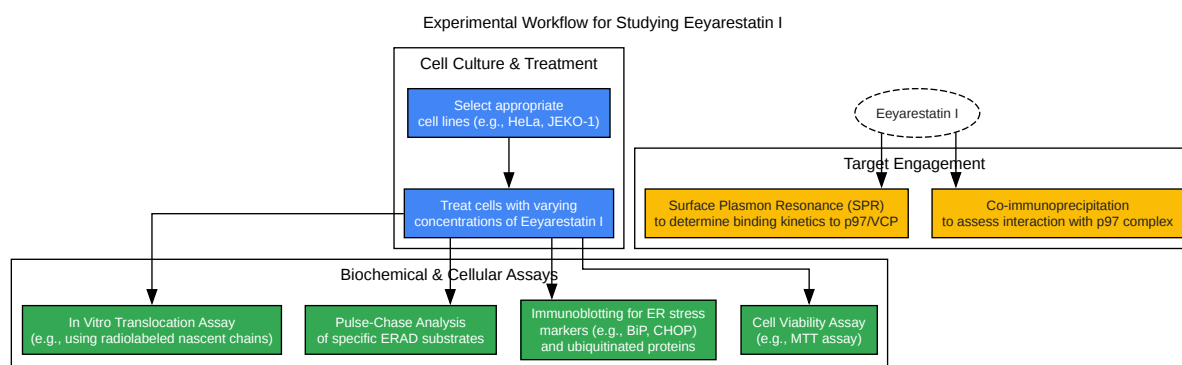 Experimental Workflow for Studying Eeyarestatin I
Cell Culture & Treatment
Select appropriate
cell lines (e.g., HeLa, JEKO-1)
Treat cells with varying
concentrations of Eeyarestatin I
Eeyarestatin I
Target Engagement
Surface Plasmon Resonance (SPR)
to determine binding kinetics to p97/VCP
Co-immunoprecipitation
to assess interaction with p97 complex
Biochemical & Cellular Assays
In Vitro Translocation Assay
(e.g., using radiolabeled nascent chains)
Pulse-Chase Analysis
of specific ERAD substrates
Immunoblotting for ER stress
markers (e.g., BiP, CHOP)
and ubiquitinated proteins
Cell Viability Assay
(e.g., MTT assay)